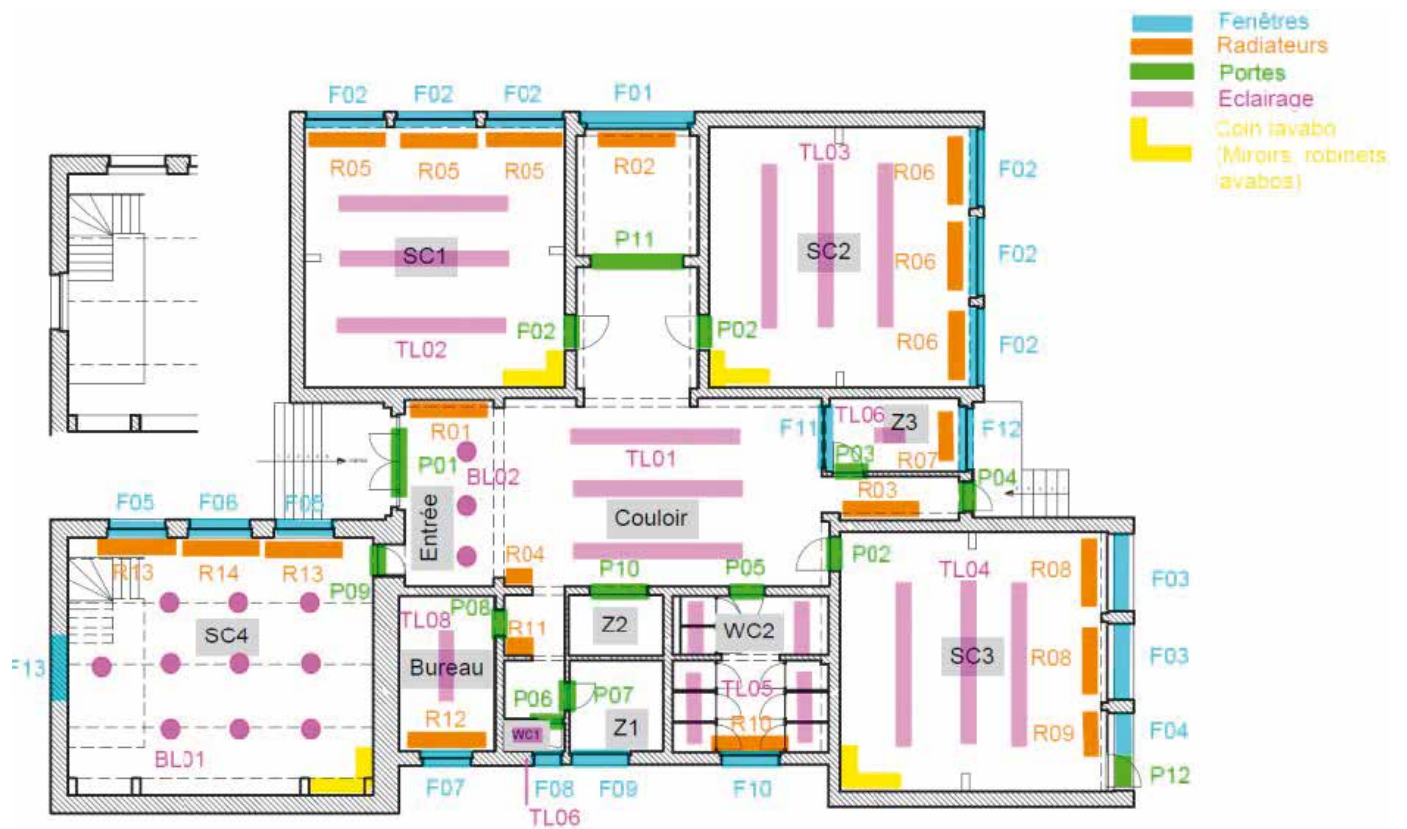 Fenêtres
Radiateurs
Portes
Eclairage
Coin lavabo
(Miroirs, robinets,
avabos)
F02 F02 F02 F01
R05 R05 R05 R02
TL03 R06 F02
SC1 P11 SC2 R06 F02
P02 P02 R06 F02
TL02
R01 P01 BL02 TL01 F11 TL06 Z3 F12
P03 R07 P04
R03
Entrée
Couloir
F05 F06 F05
R13 R14 R13 P09
R04 P10 P05 P02 TL04 R08 F03
SC4 TL08 P08 R11 Z2 WC2
Bureau SC3 R08 F03
F13 TL05
P06 P07
R12 WC1 Z1 R10 R09 F04
BL01 P12
F07 F08 F09 F10
TL06